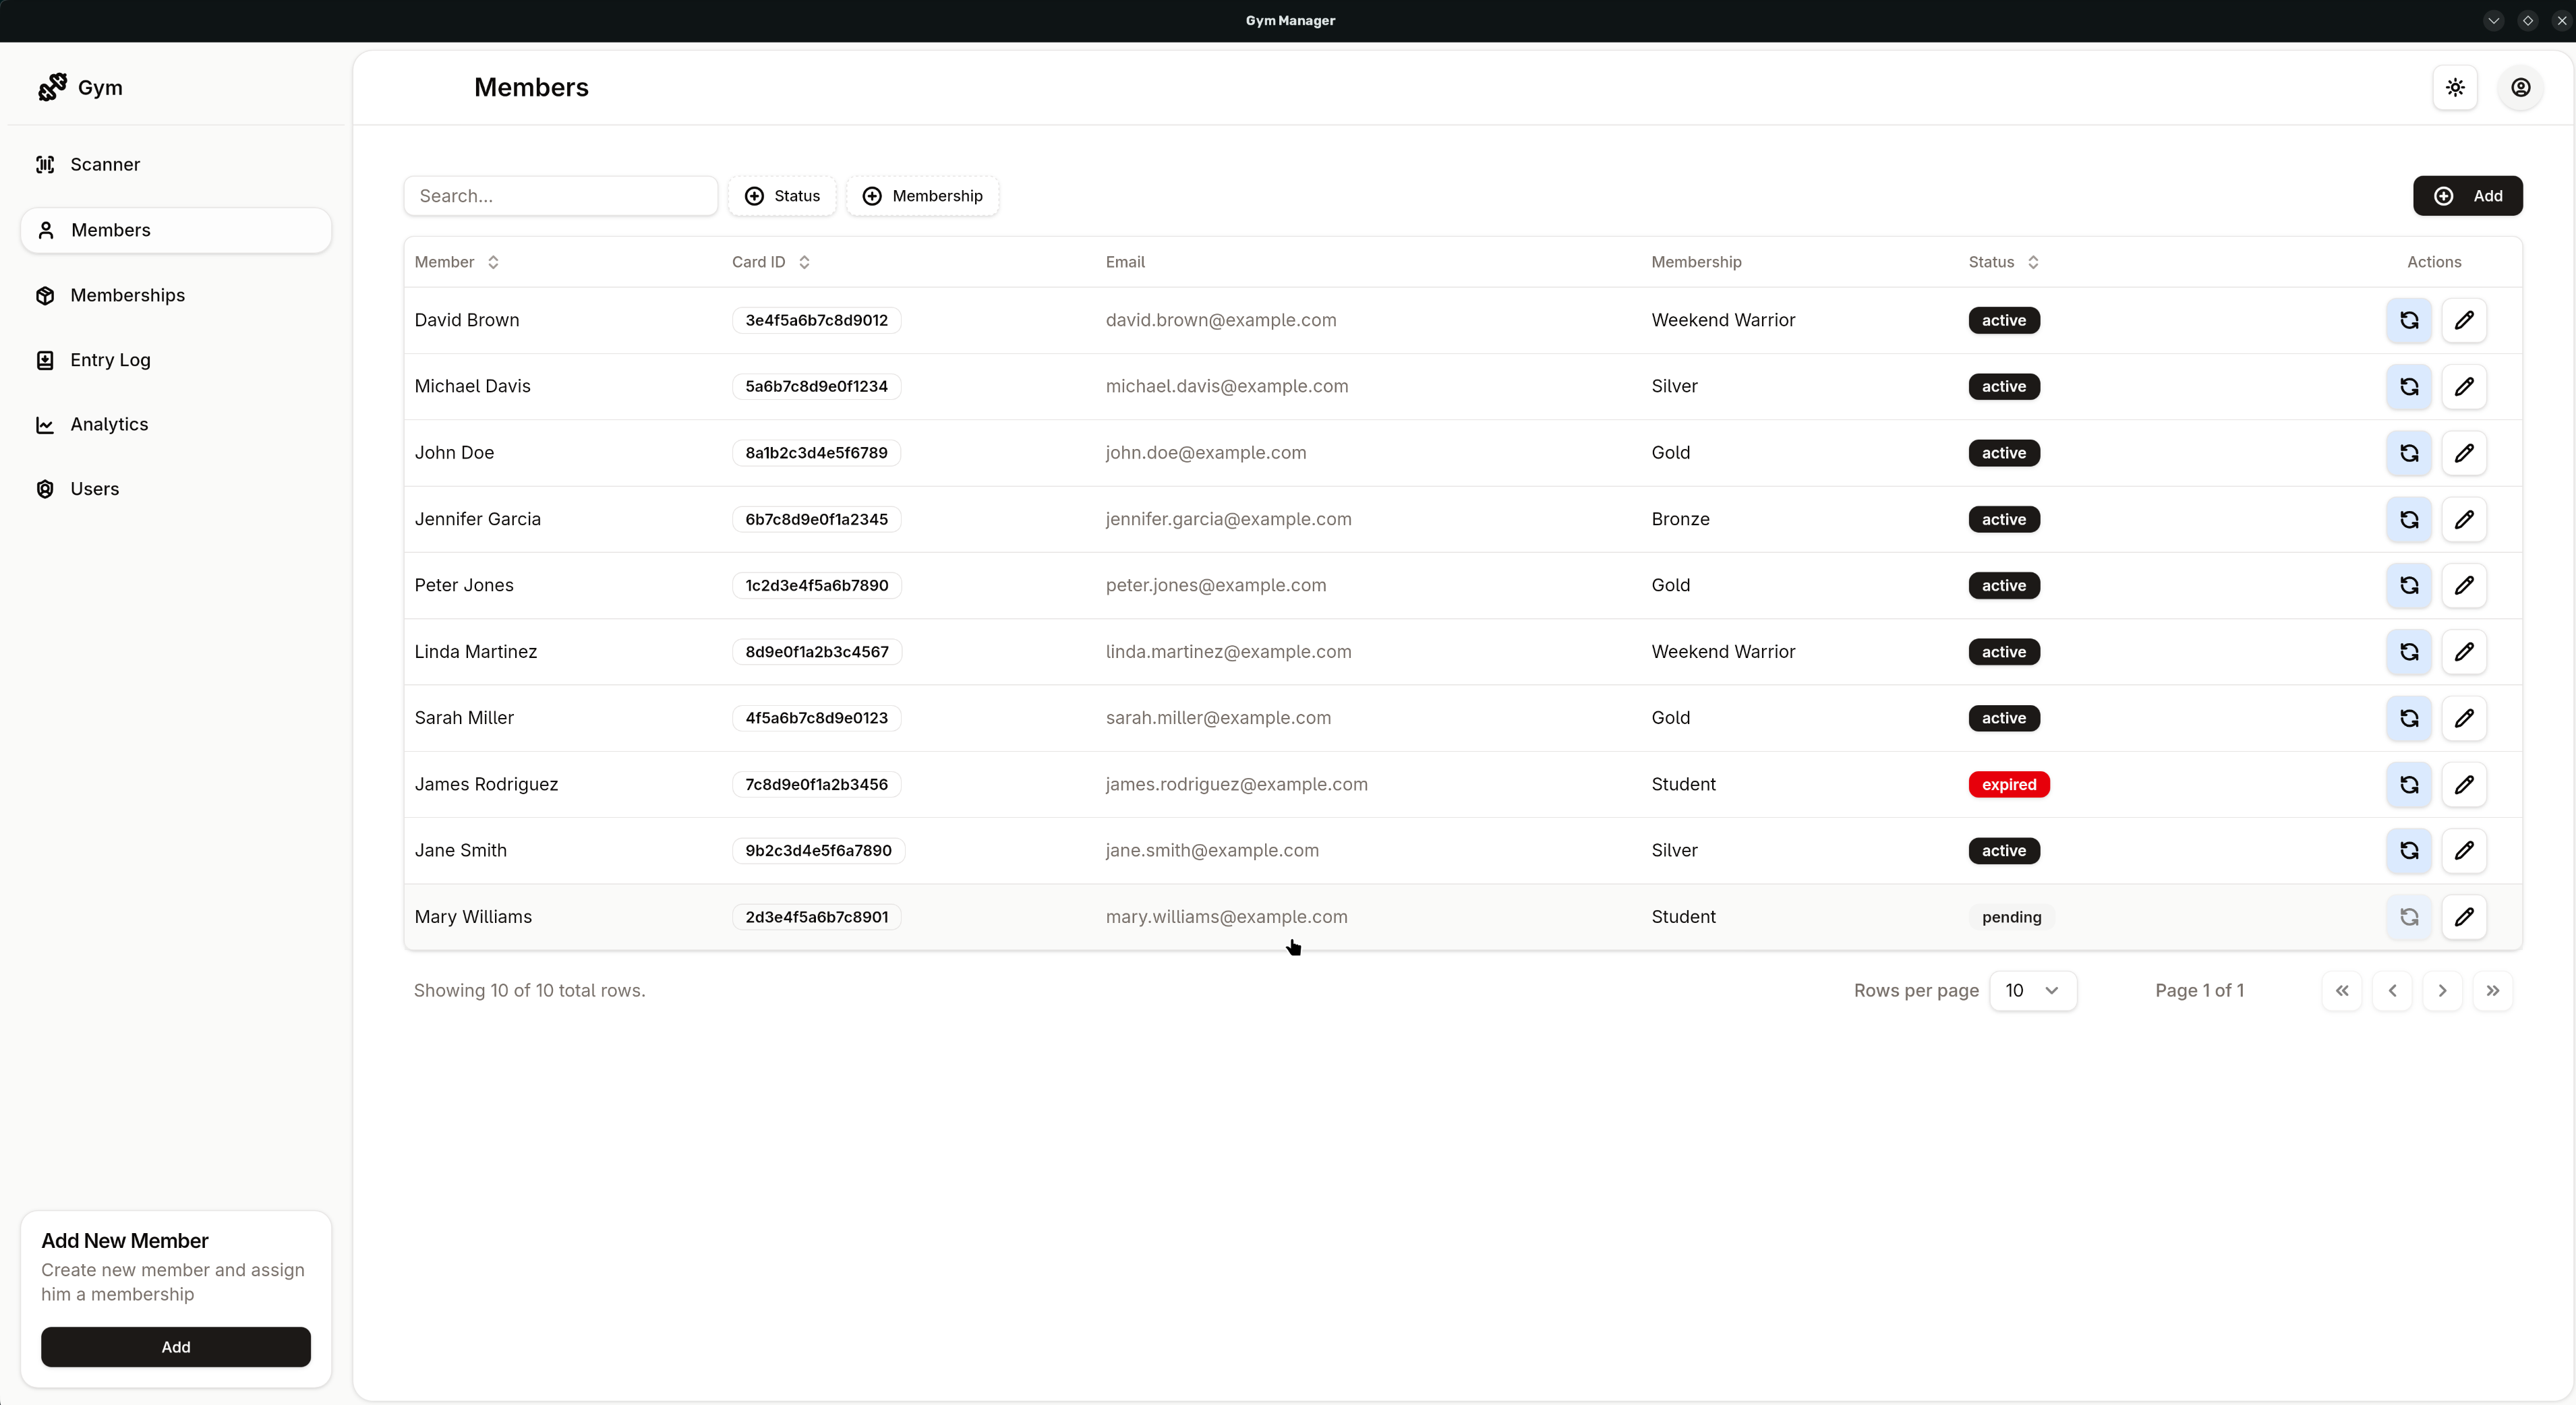 Gym Manager
Gym
Members
Scanner
Members
Memberships
Entry Log
Analytics
Users
Search...
Status
Membership
Add
Member Card ID Email Membership Status Actions
David Brown 3e4f5a6b7c8d9012 david.brown@example.com Weekend Warrior active
Michael Davis 5a6b7c8d9e0f1234 michael.davis@example.com Silver active
John Doe 8a1b2c3d4e5f6789 john.doe@example.com Gold active
Jennifer Garcia 6b7c8d9e0f1a2345 jennifer.garcia@example.com Bronze active
Peter Jones 1c2d3e4f5a6b7890 peter.jones@example.com Gold active
Linda Martinez 8d9e0f1a2b3c4567 linda.martinez@example.com Weekend Warrior active
Sarah Miller 4f5a6b7c8d9e0123 sarah.miller@example.com Gold active
James Rodriguez 7c8d9e0f1a2b3456 james.rodriguez@example.com Student expired
Jane Smith 9b2c3d4e5f6a7890 jane.smith@example.com Silver active
Mary Williams 2d3e4f5a6b7c8901 mary.williams@example.com Student pending
Showing 10 of 10 total rows.
Rows per page 10 Page 1 of 1
Add New Member
Create new member and assign
him a membership
Add